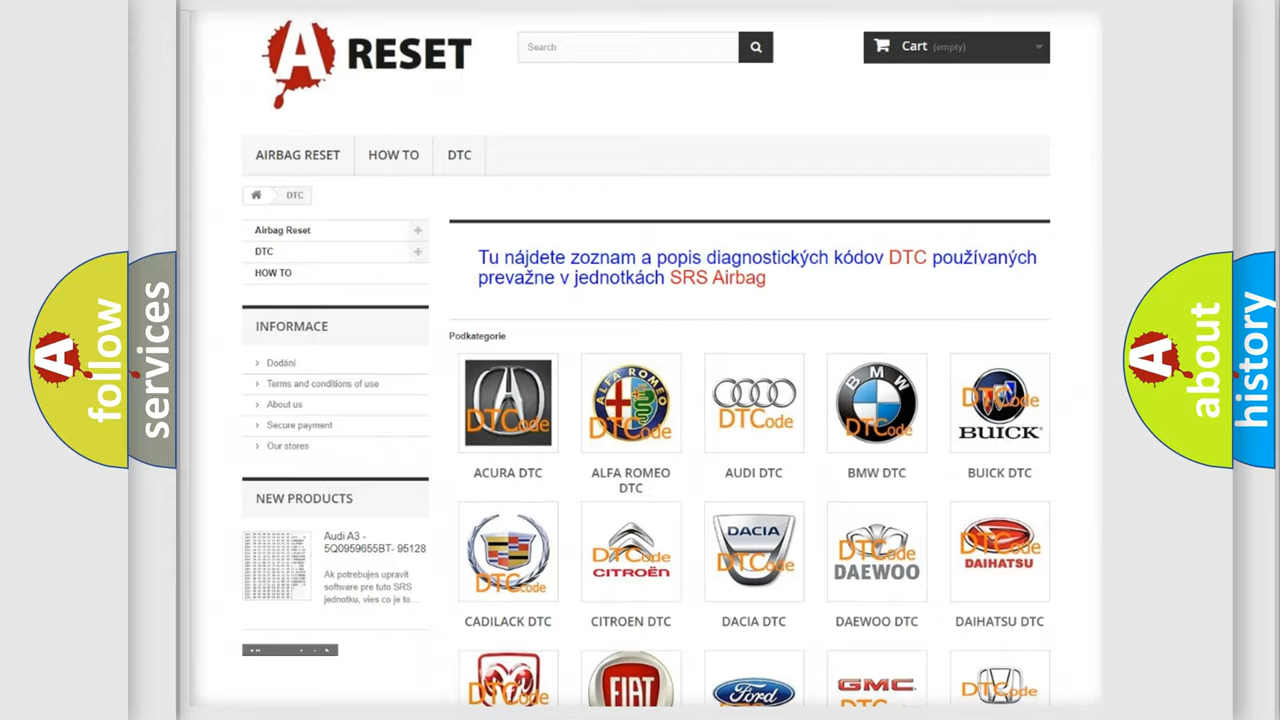 A RESET
Search
Cart (empty)
AIRBAG RESET
HOW TO
DTC
DTC
Airbag Reset
DTC
HOW TO
Tu nájdete zoznam a popis diagnostických kódov DTC používaných
prevažne v jednotkách SRS Airbag
INFORMACE
Dodání
Terms and conditions of use
About us
Secure payment
Our stores
Podkategorie
DTCode
ALFA ROMEO
DTCode
DTCode
BMW
DTCode
DTCode
BUICK
ACURA DTC
ALFA ROMEO
DTC
AUDI DTC
BMW DTC
BUICK DTC
NEW PRODUCTS
Audi A3 -
5Q0959655BT- 95128
Ak potrebujes upravit
software pre tuto SRS
jednotku, vies co je to...
DTCode
DTCode
CITROËN
DACIA
DTCode
DTCode
DAEWOO
DTCode
DAIHATSU
CADILACK DTC
CITROEN DTC
DACIA DTC
DAEWOO DTC
DAIHATSU DTC
DTCode
FIAT
Ford
GMC
DTCode
A follow
services
A about
history